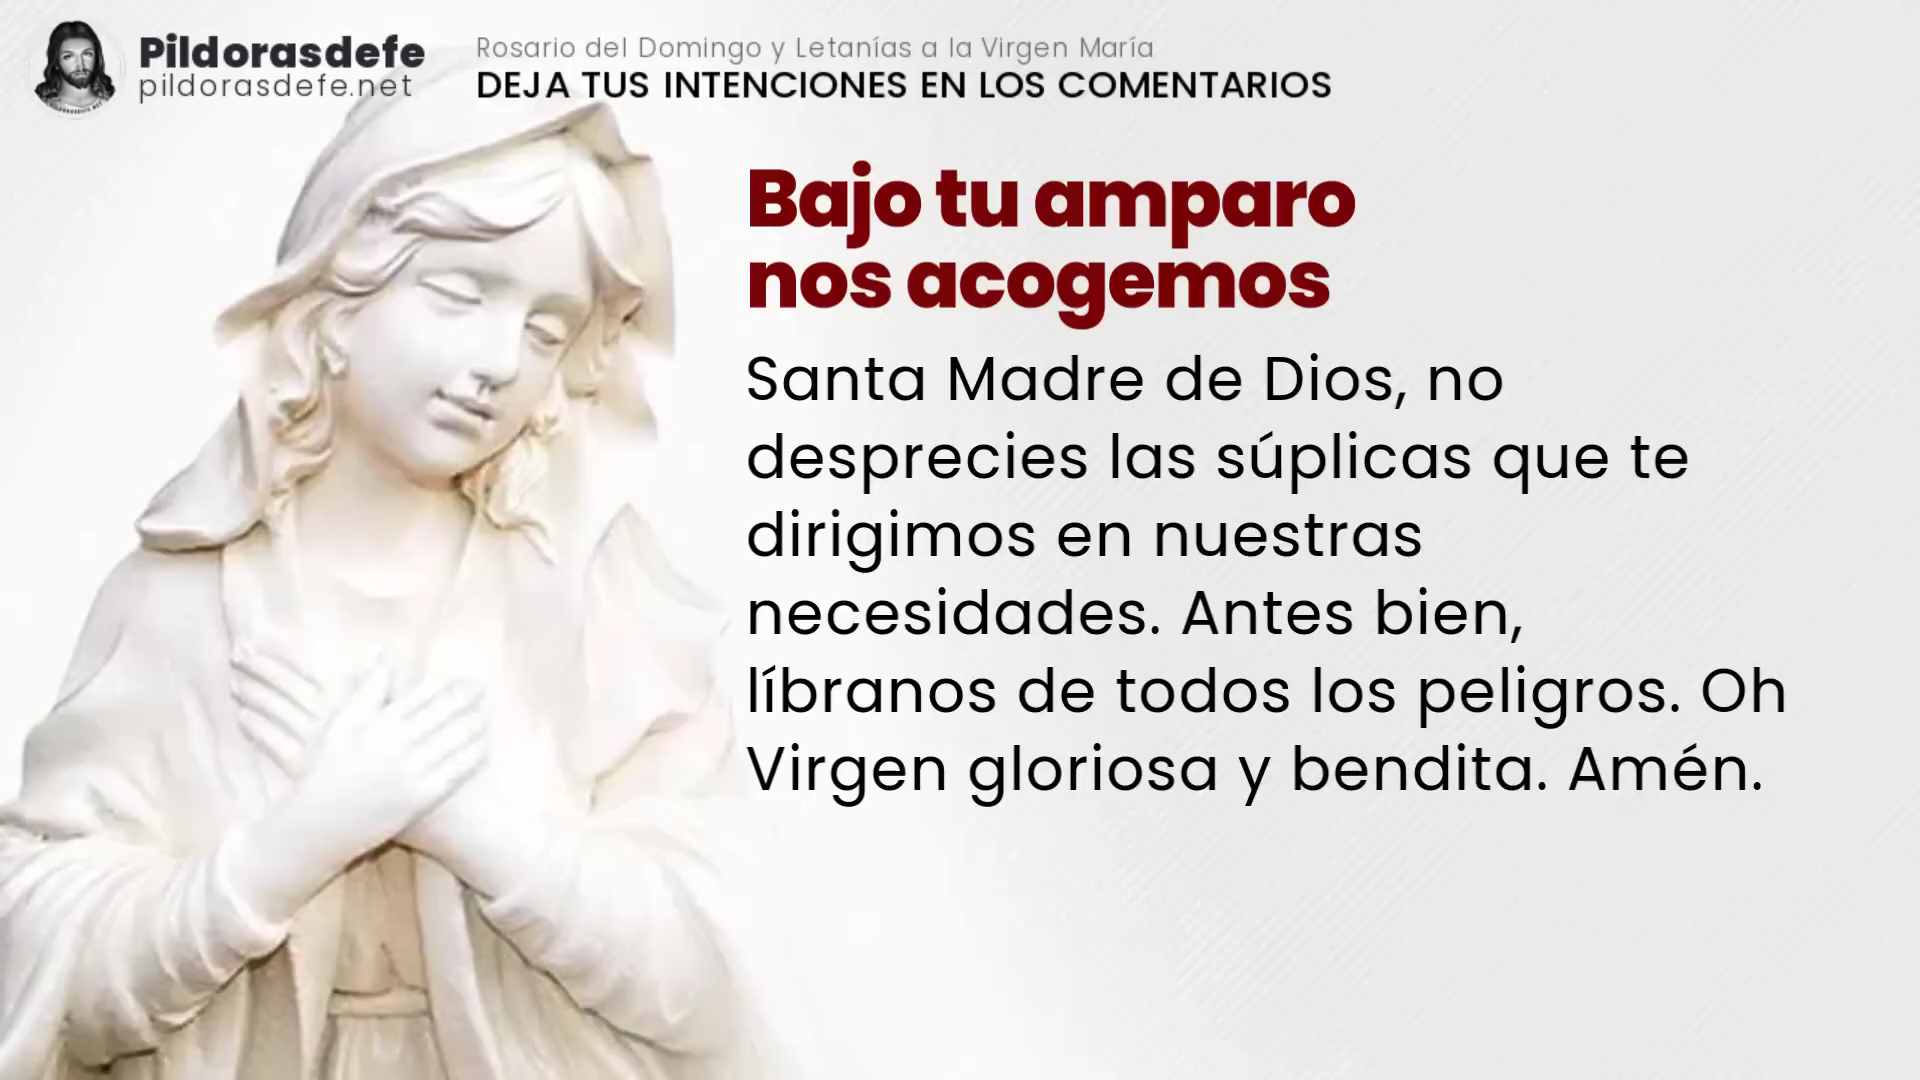 Pildorasdefe
pildorasdefe.net
Rosario del Domingo y Letanías a la Virgen María
DEJA TUS INTENCIONES EN LOS COMENTARIOS
Bajo tu amparo
nos acogemos
Santa Madre de Dios, no
desprecies las súplicas que te
dirigimos en nuestras
necesidades. Antes bien,
líbranos de todos los peligros. Oh
Virgen gloriosa y bendita. Amén.